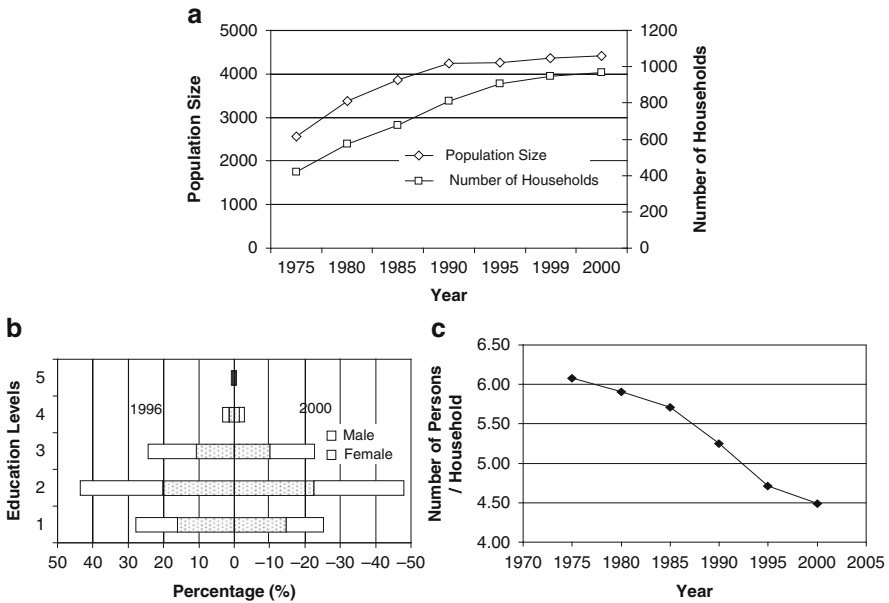 a
5000
4000
3000
2000
1000
0
Population Size
1200
1000
800
600
400
200
0
Number of Households
Population Size
Number of Households
1975 1980 1985 1990 1995 1999 2000
Year
b
5
4
3
2
1
Education Levels
1996
2000
Male
Female
50 40 30 20 10 0 –10 –20 –30 –40 –50
Percentage (%)
c
6.50
6.00
5.50
5.00
4.50
4.00
Number of Persons
/ Household
1970 1975 1980 1985 1990 1995 2000 2005
Year